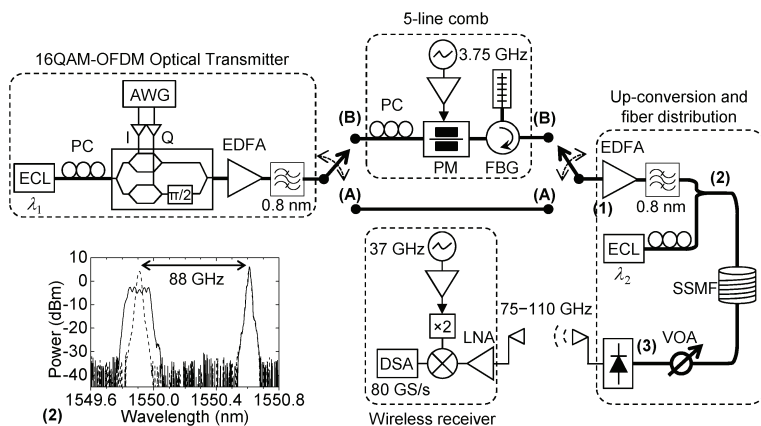 5-line comb
16QAM-OFDM Optical Transmitter
3.75 GHz
AWG
Up-conversion and
fiber distribution
PC
(B)
(B)
I
Q
PC
EDFA
EDFA
ECL
π/2
PM
FBG
(2)
λ1
0.8 nm
(A)
(A)
(1)
0.8 nm
37 GHz
ECL
λ2
10
0
-10
-20
-30
-40
Power (dBm)
88 GHz
75−110 GHz
SSMF
×2
LNA
(3)
VOA
DSA
80 GS/s
1549.6
1550.0
1550.4
1550.8
(2)
Wavelength (nm)
Wireless receiver